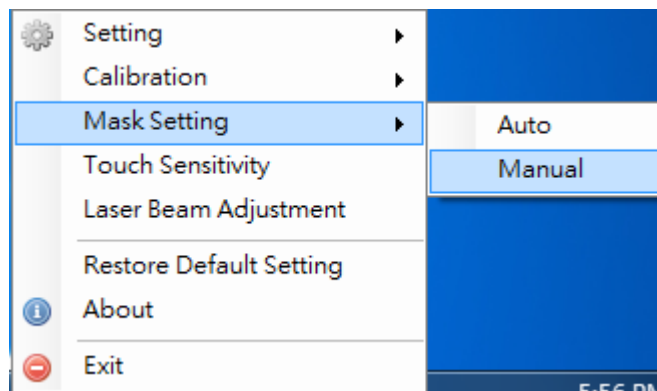 Setting
Calibration
Mask Setting
Auto
Touch Sensitivity
Manual
Laser Beam Adjustment
Restore Default Setting
About
Exit